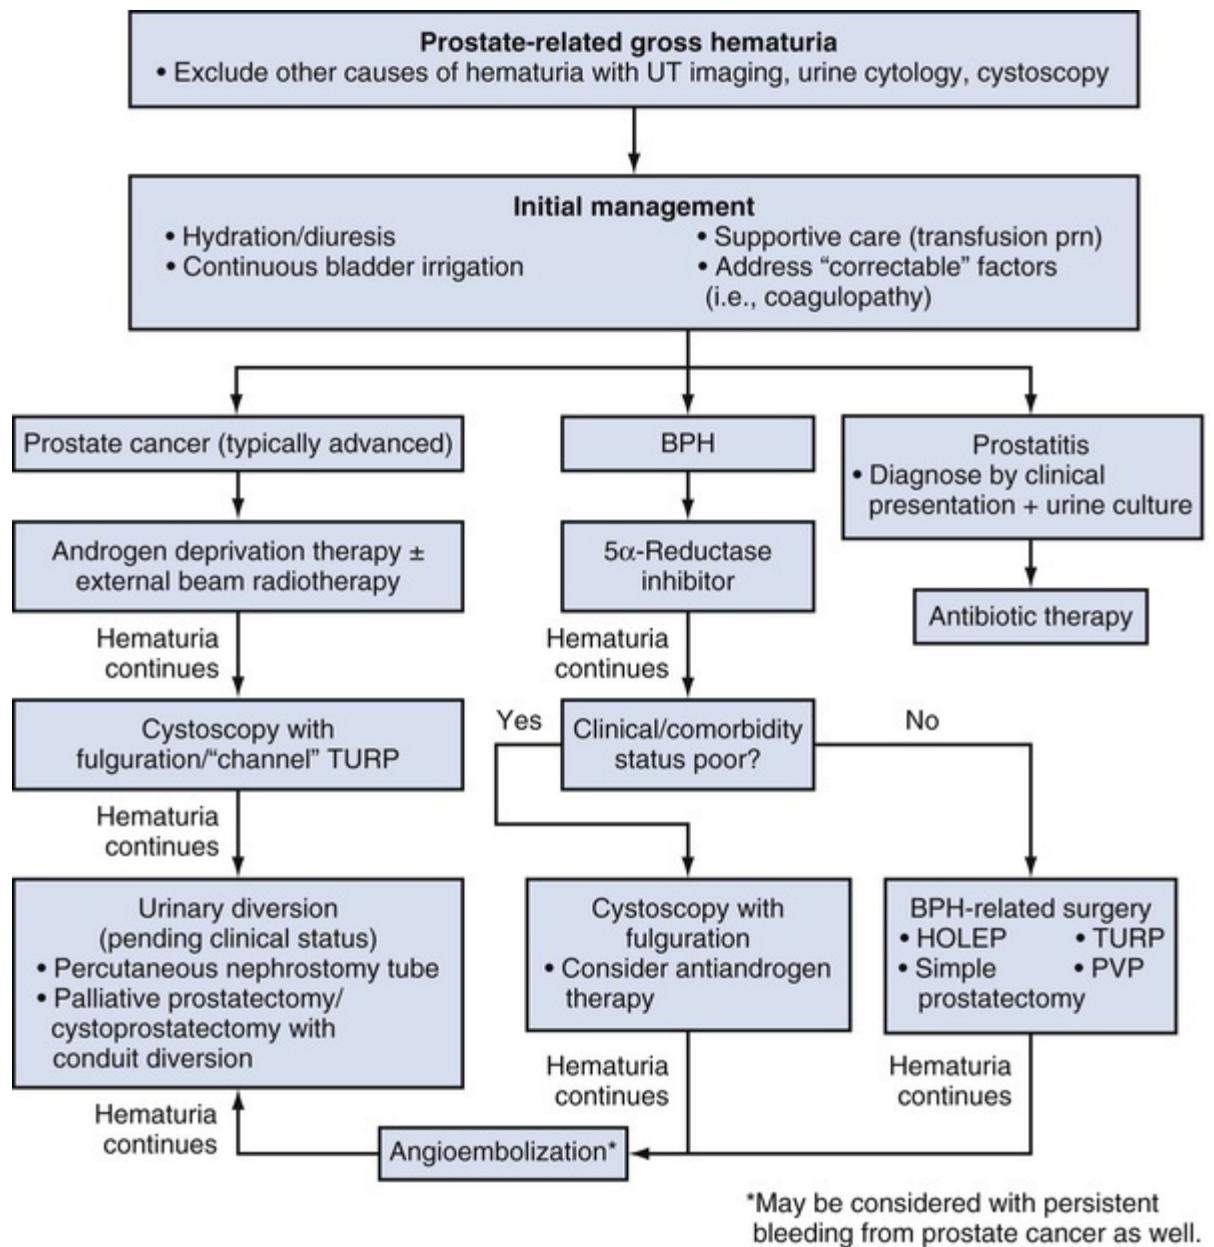 Prostate-related gross hematuria
• Exclude other causes of hematuria with UT imaging, urine cytology, cystoscopy
Initial management
• Hydration/diuresis
• Continuous bladder irrigation
• Supportive care (transfusion prn)
• Address “correctable” factors
(i.e., coagulopathy)
Prostate cancer (typically advanced)
Androgen deprivation therapy ±
external beam radiotherapy
Hematuria
continues
Cystoscopy with
fulguration/“channel” TURP
Hematuria
continues
Urinary diversion
(pending clinical status)
• Percutaneous nephrostomy tube
• Palliative prostatectomy/
cystoprostatectomy with
conduit diversion
BPH
5α-Reductase
inhibitor
Hematuria
continues
Clinical/comorbidity
status poor?
Yes
No
Cystoscopy with
fulguration
• Consider antiandrogen
therapy
Hematuria
continues
BPH-related surgery
• HOLEP
• TURP
• Simple
prostatectomy
• PVP
Hematuria
continues
Prostatitis
• Diagnose by clinical
presentation + urine culture
Antibiotic therapy
Angioembolization*
Hematuria
continues
*May be considered with persistent
bleeding from prostate cancer as well.